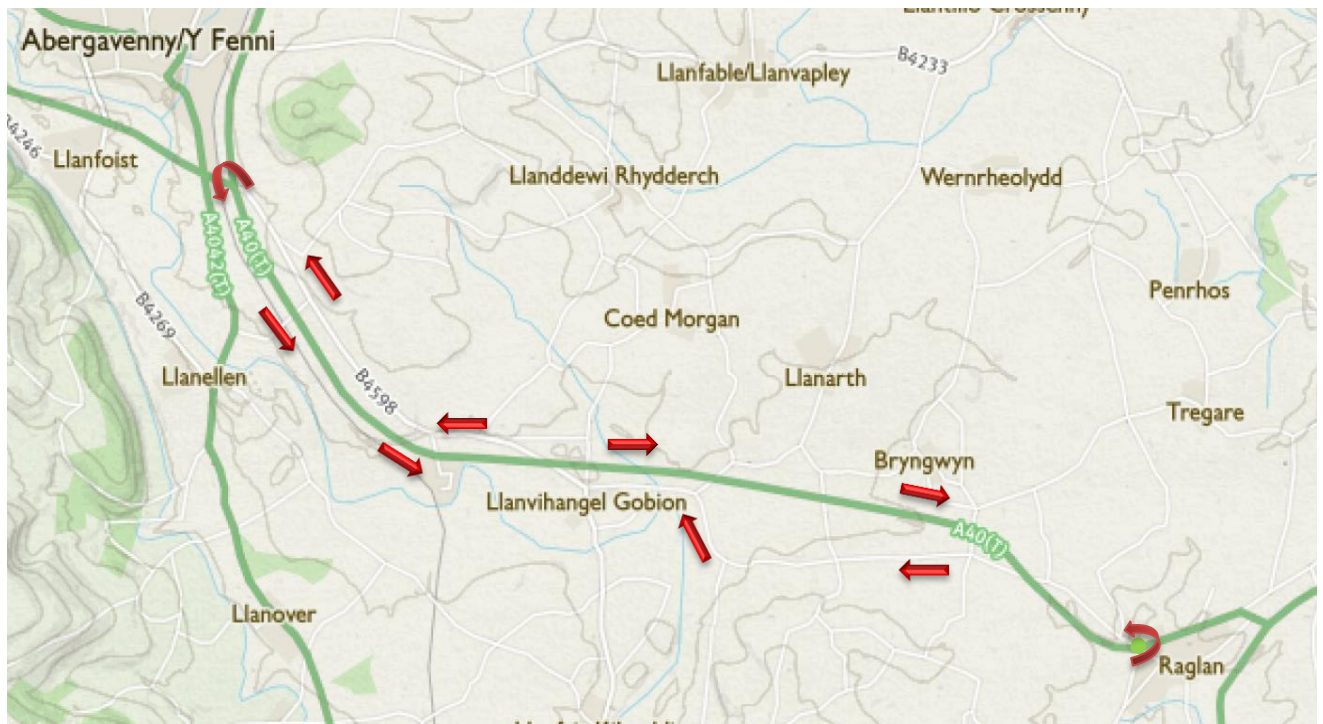 Abergavenny/Y Fenni
B4233
Llanfable/Llanvapley
B4246
Llanfoist
Llanddewi Rhydderch
Wernrheolydd
A4042(T)
A40(T)
B4269
Penrhos
Coed Morgan
Llanellen
B4598
Llanarth
Tregare
Bryngwyn
Llanvihangel Gobion
A40(T)
Llanover
Raglan